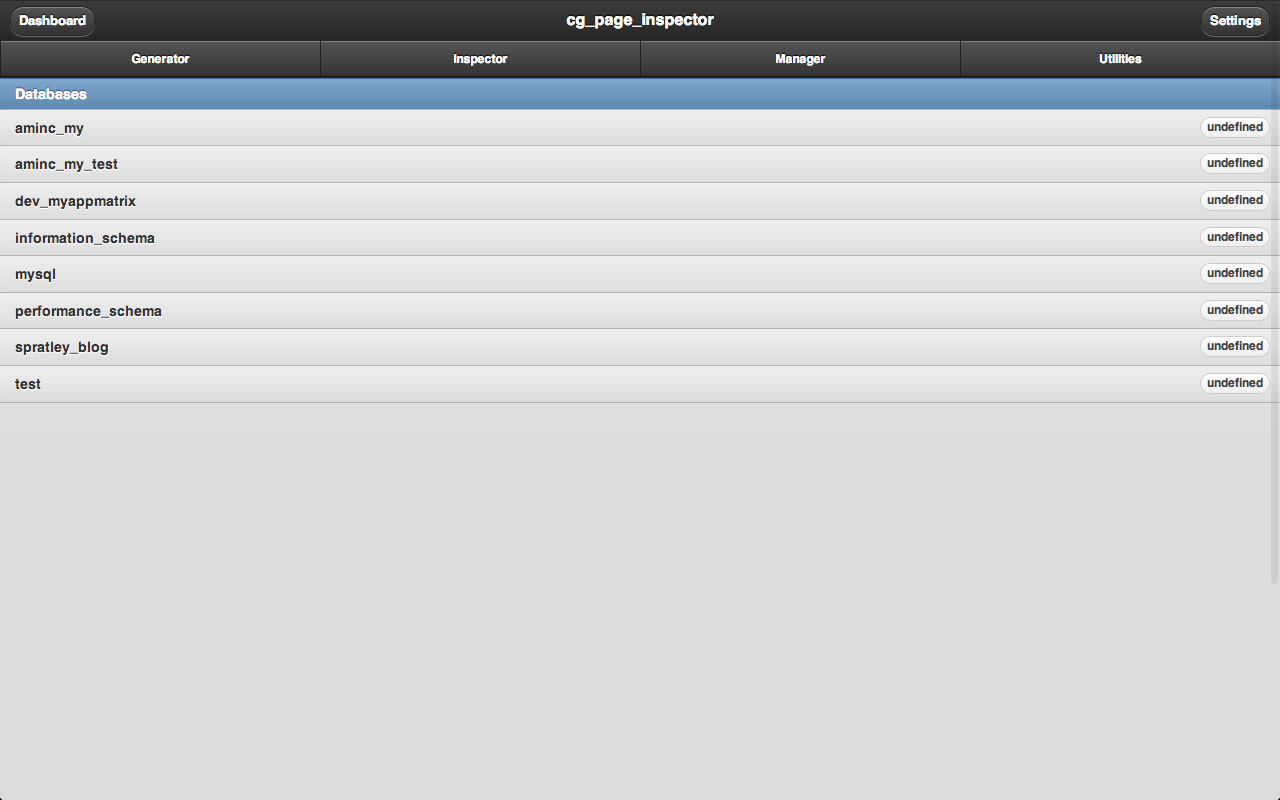 Dashboard cg_page_inspector Settings
Generator Inspector Manager Utilities
Databases
aminc_my undefined
aminc_my_test undefined
dev_myappmatrix undefined
information_schema undefined
mysql undefined
performance_schema undefined
spratley_blog undefined
test undefined